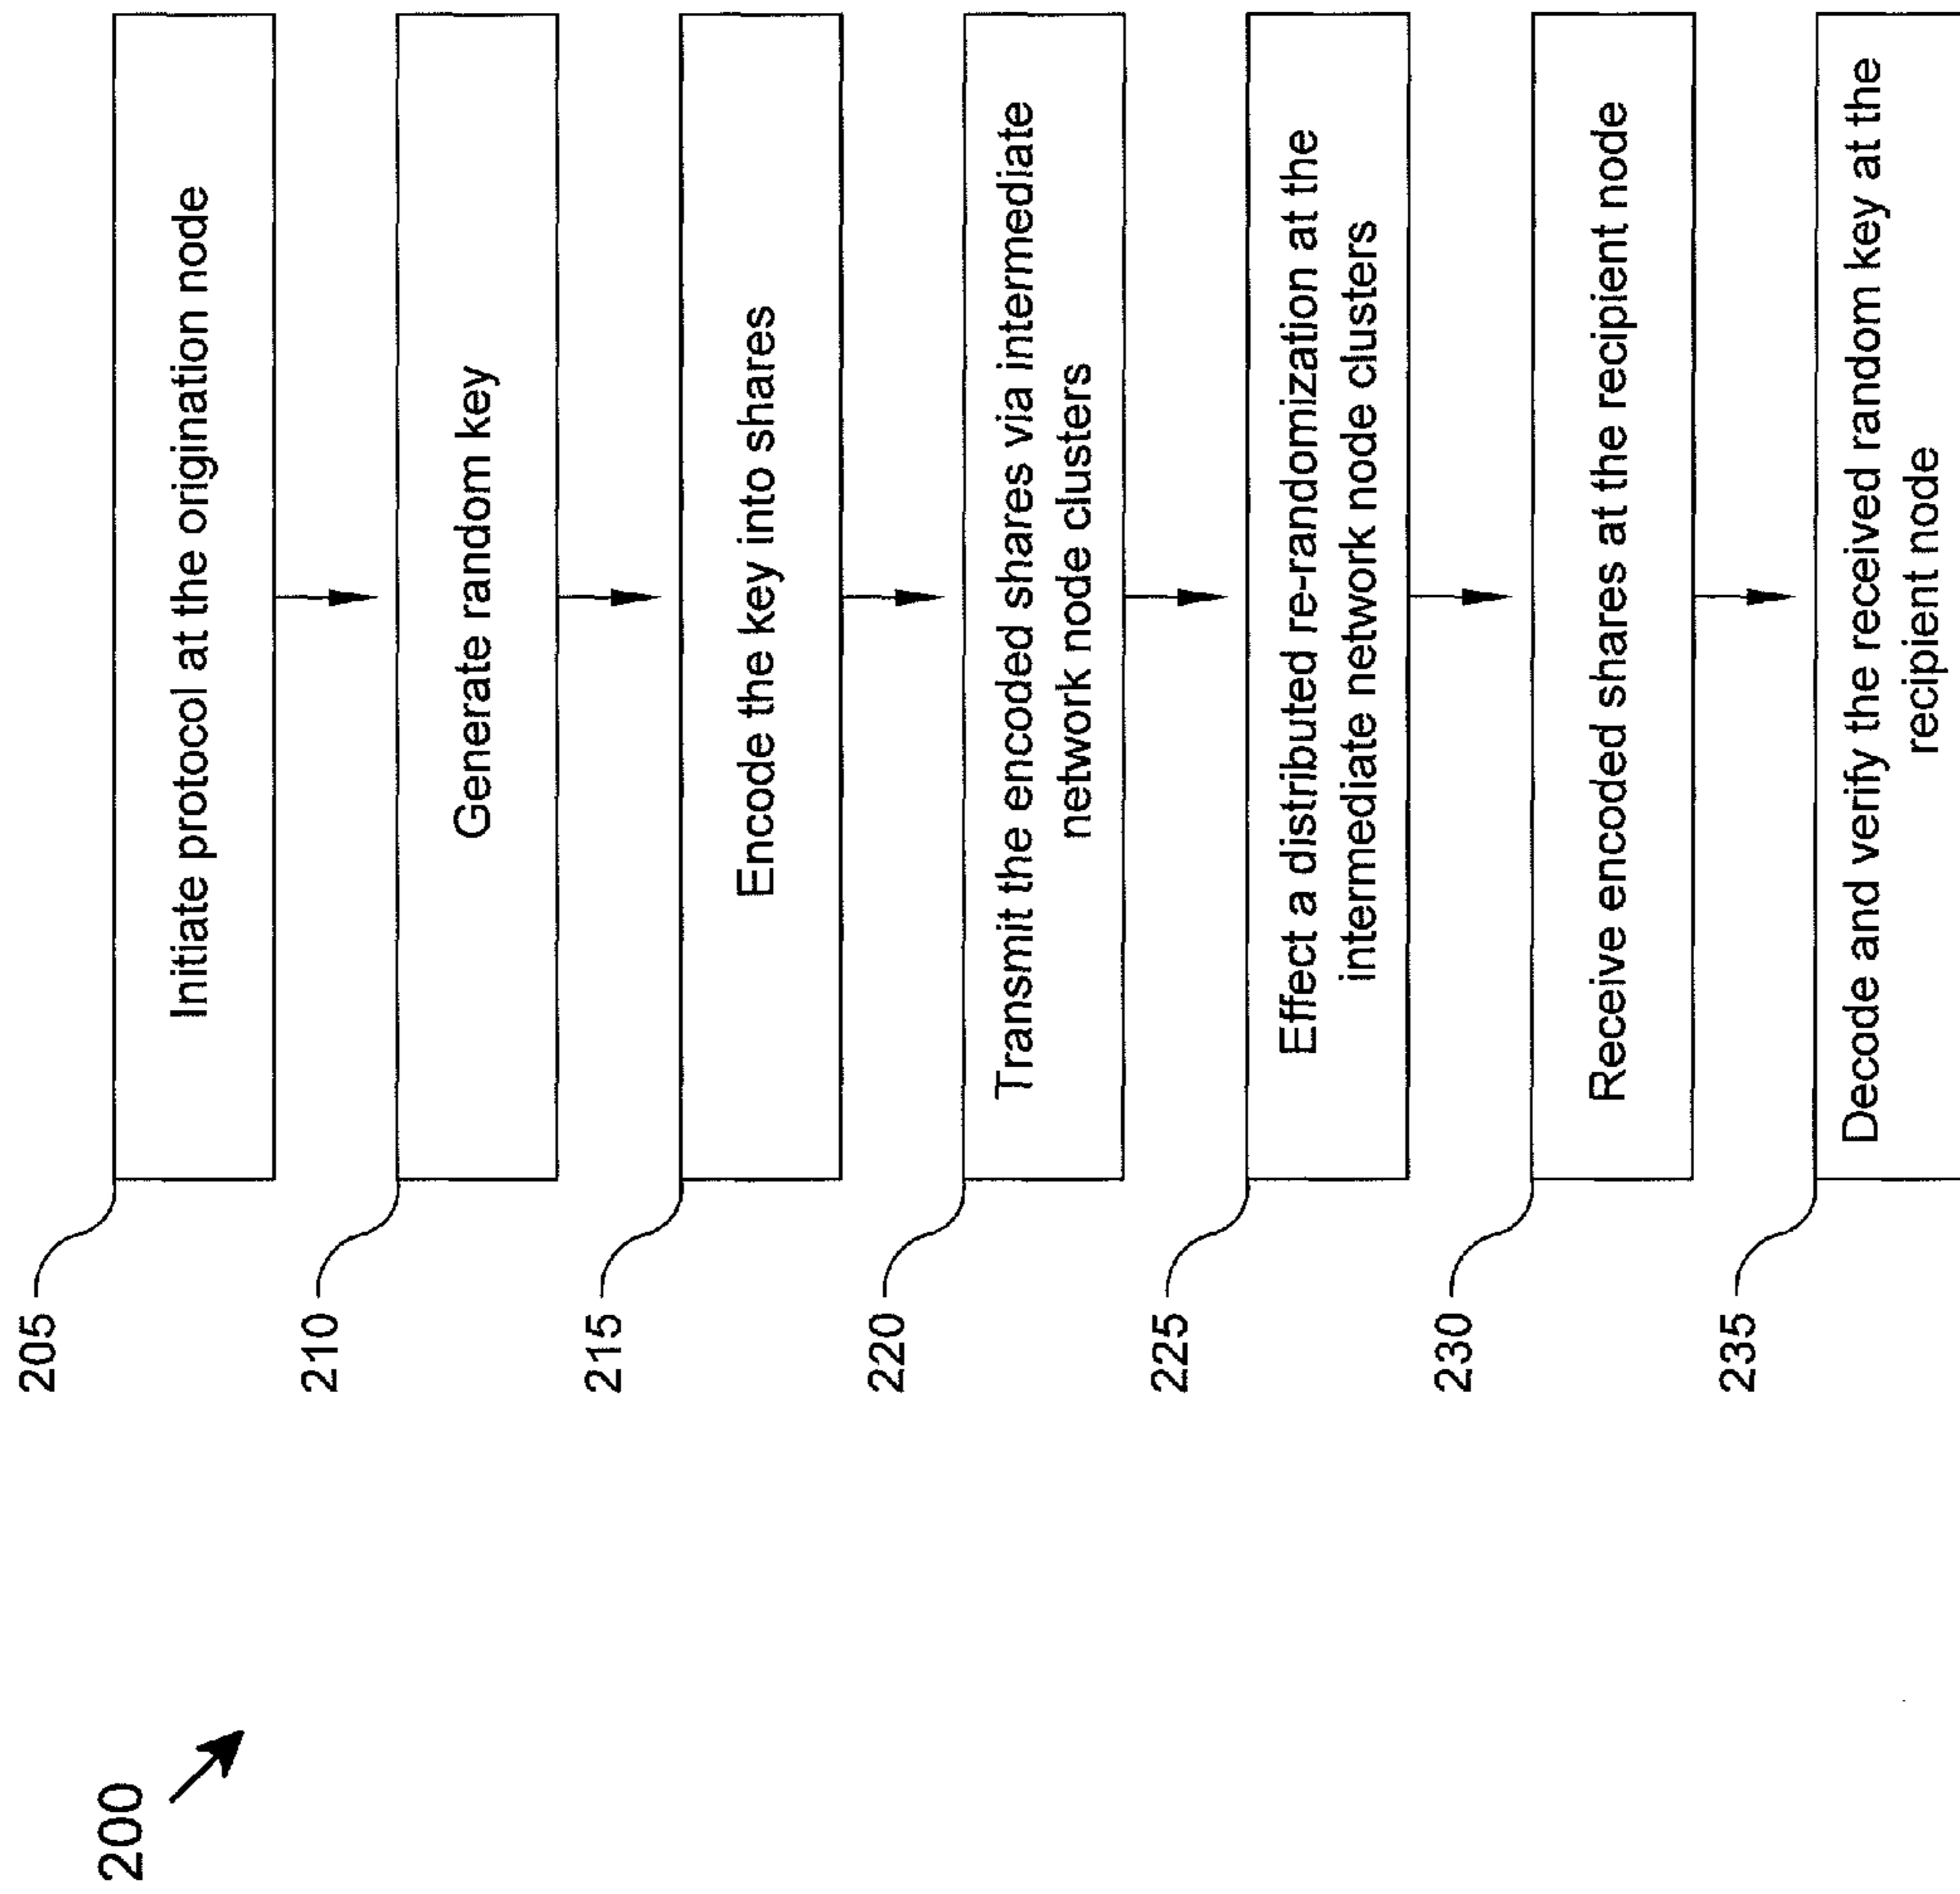 200
205
Initiate protocol at the origination node
210
Generate random key
215
Encode the key into shares
220
Transmit the encoded shares via intermediate
network node clusters
225
Effect a distributed re-randomization at the
intermediate network node clusters
230
Receive encoded shares at the recipient node
235
Decode and verify the received random key at the
recipient node